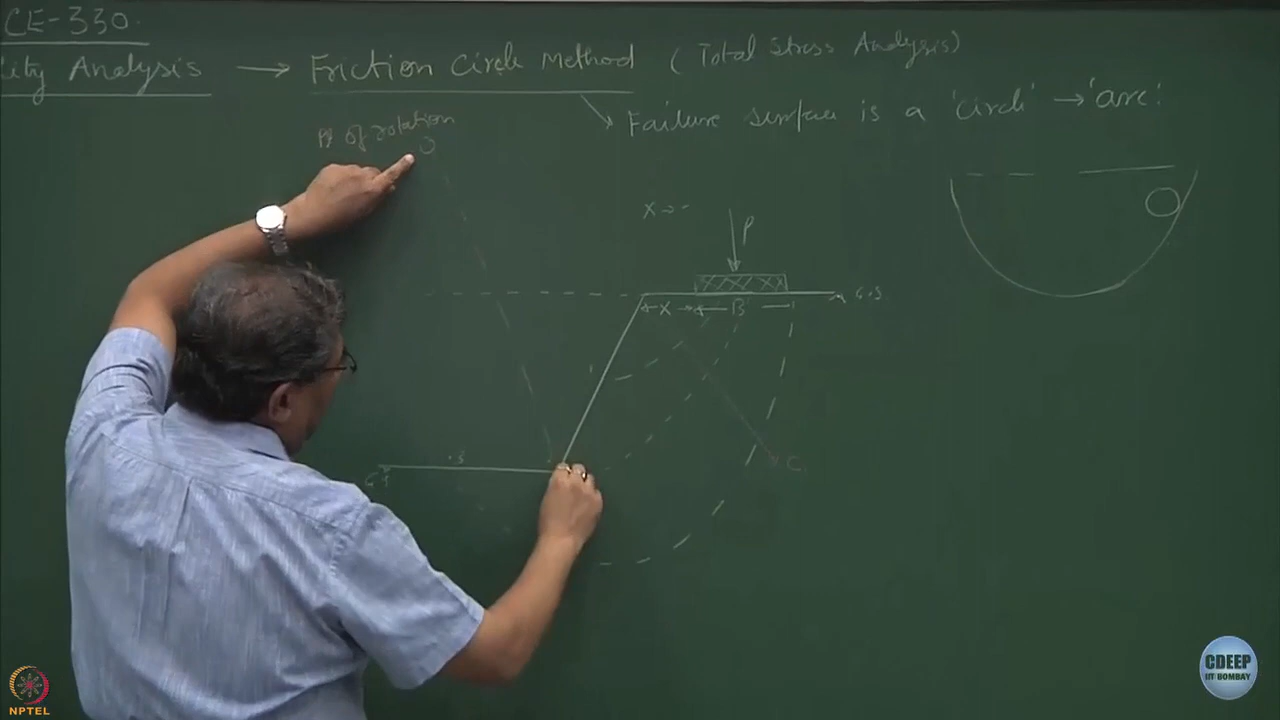 CE-330.
ity Analysis → Friction Circle Method ( Total Stress Analysis)
Failure surface is a 'circle' → 'arc'.
Pt of rotation
O
X →
P
G.S
X B
G.S
C
CDEEP
IIT BOMBAY
NPTEL